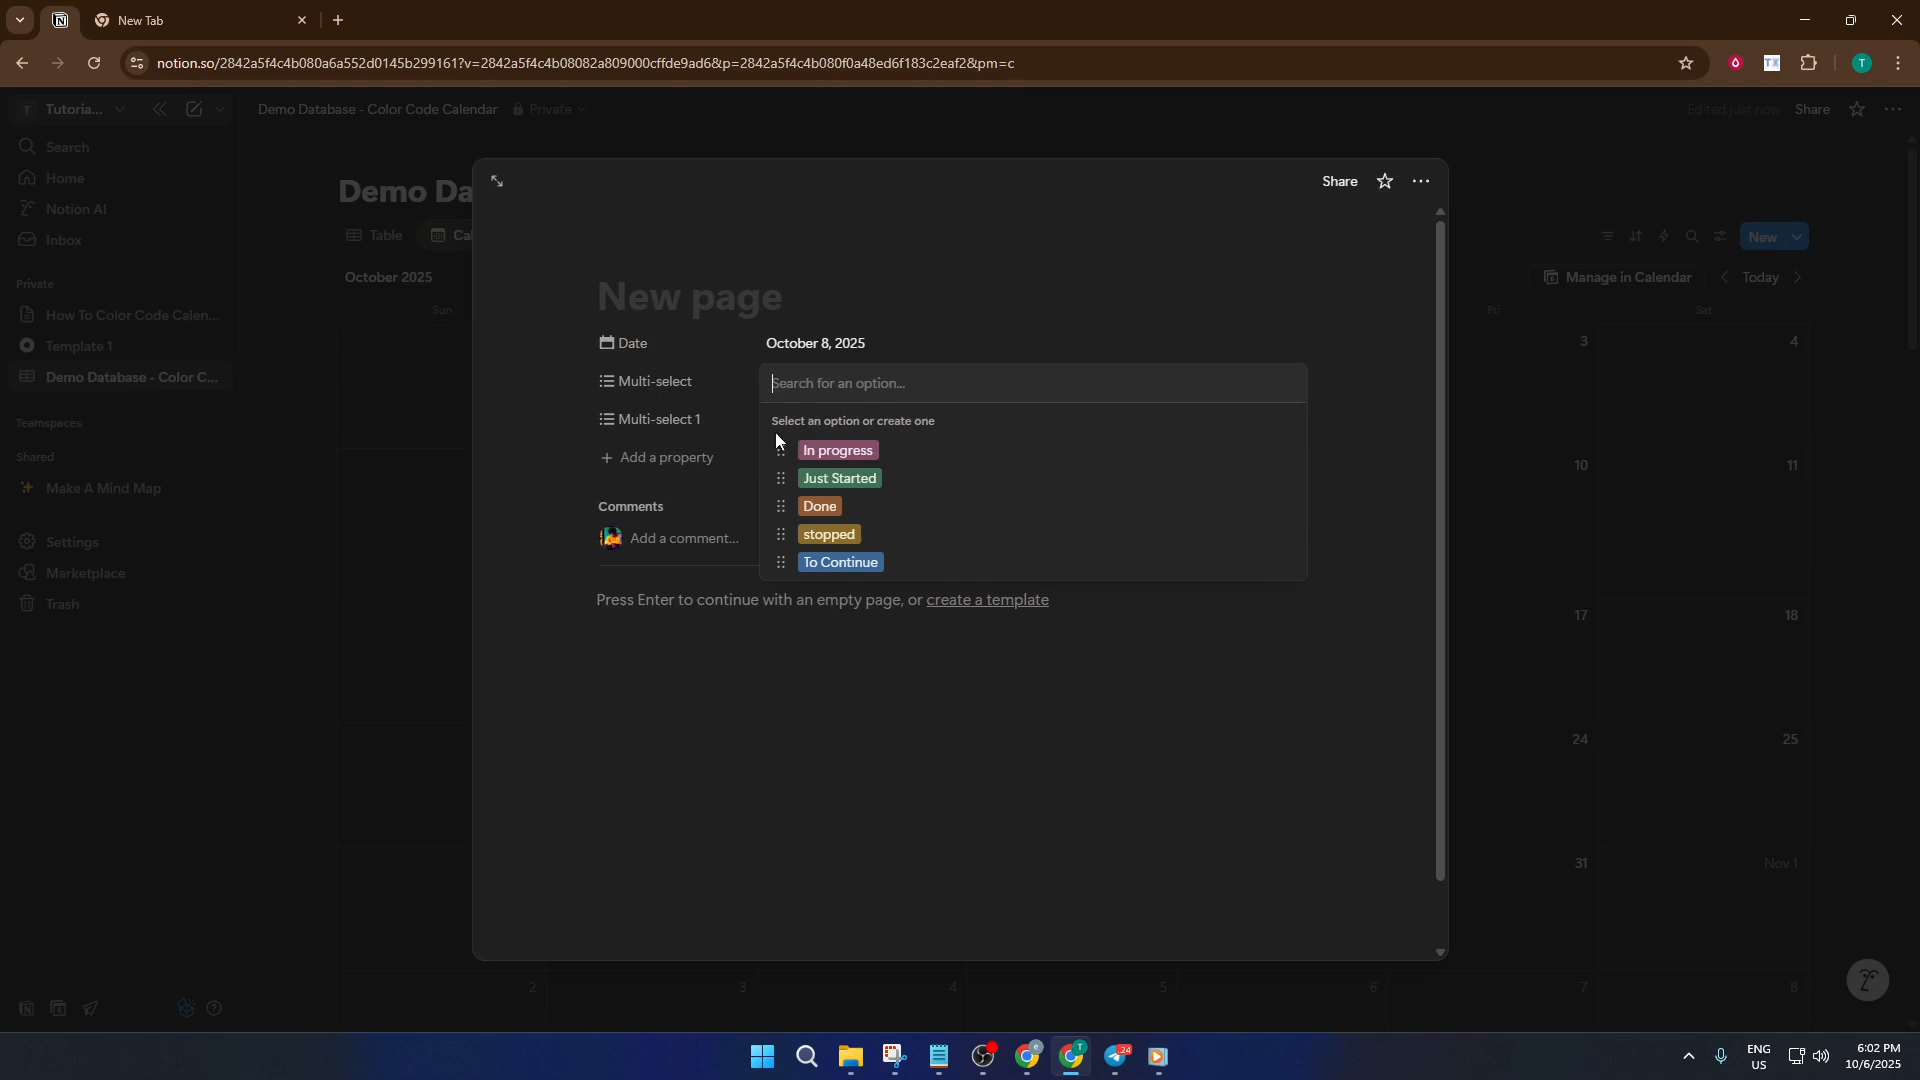 New Tab
notion.so/2842a5f4c4b080a6a552d0145b299161?v=2842a5f4c4b08082a809000cffde9ad6&p=2842a5f4c4b080f0a48ed6f183c2eaf2&pm=c
T
T Tutoria...
Demo Database - Color Code Calendar Private
Edited just now Share
Search
Home
Notion AI
Inbox
Private
How To Color Code Calen...
Template 1
Demo Database - Color C...
Teamspaces
Shared
Make A Mind Map
Settings
Marketplace
Trash
Demo Da
Table Cal
New
October 2025
Manage in Calendar Today
Sun Fri Sat
3 4
10 11
17 18
24 25
31 Nov 1
2 3 4 5 6 7 8
Share
New page
Date October 8, 2025
Multi-select
Search for an option...
Multi-select 1
Select an option or create one
In progress
Add a property
Just Started
Comments
Done
Add a comment...
stopped
To Continue
Press Enter to continue with an empty page, or create a template
24
ENG
US
6:02 PM
10/6/2025